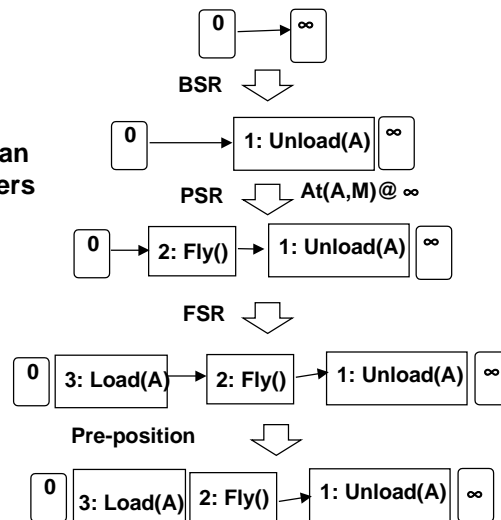 0 ∞
BSR
0 1: Unload(A) ∞
an
ers
PSR At(A,M)@ ∞
0 2: Fly() 1: Unload(A) ∞
FSR
0 3: Load(A) 2: Fly() 1: Unload(A) ∞
Pre-position
0 3: Load(A) 2: Fly() 1: Unload(A) ∞